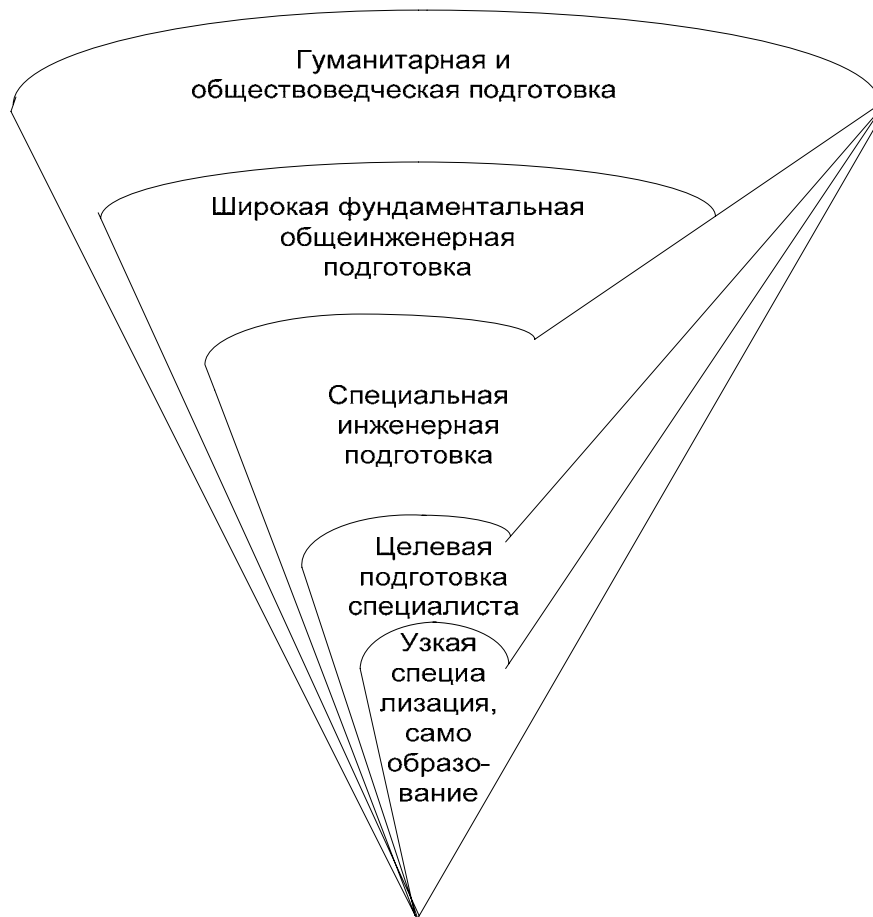 Гуманитарная и
обществоведческая подготовка
Широкая фундаментальная
общеинженерная
подготовка
Специальная
инженерная
подготовка
Целевая
подготовка
специалиста
Узкая
специа
лизация,
само
образо-
вание